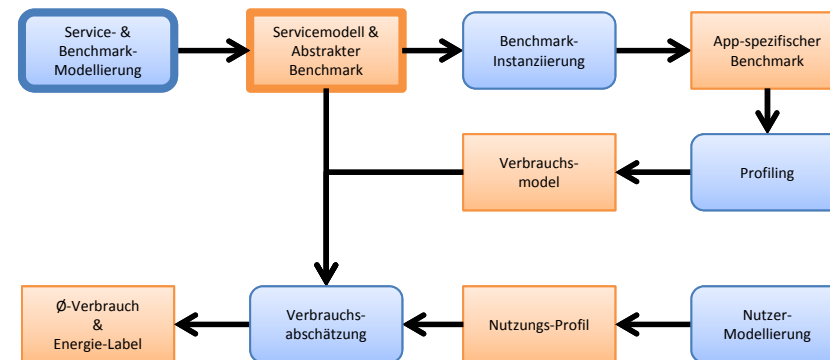 Service- &
Benchmark-
Modellierung
Servicemodell &
Abstrakter
Benchmark
Benchmark-
Instanziierung
App-spezifischer
Benchmark
Verbrauchs-
model
Profiling
Ø-Verbrauch
&
Energie-Label
Verbrauchs-
abschätzung
Nutzungs-Profil
Nutzer-
Modellierung